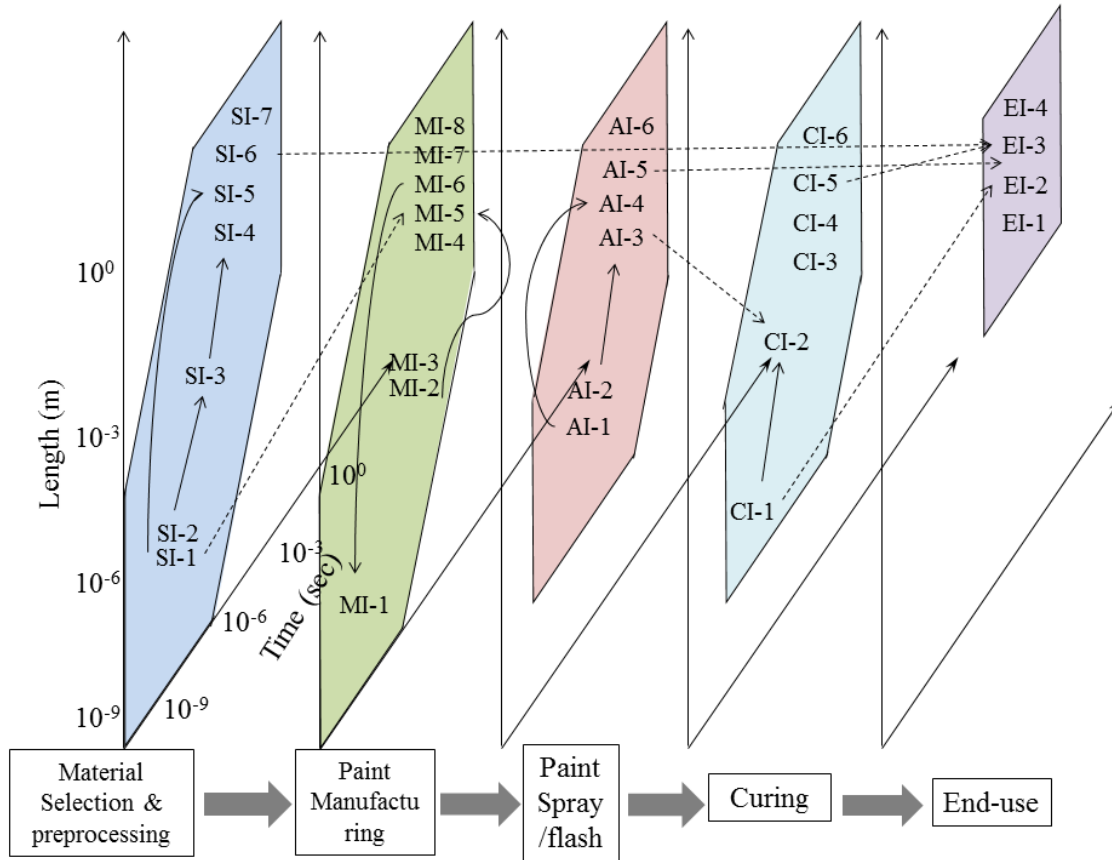 SI-7
SI-6
SI-5
SI-4
SI-3
SI-2
SI-1
MI-8
MI-7
MI-6
MI-5
MI-4
MI-3
MI-2
MI-1
AI-6
AI-5
AI-4
AI-3
AI-2
AI-1
CI-6
CI-5
CI-4
CI-3
CI-2
CI-1
EI-4
EI-3
EI-2
EI-1
Length (m)
10⁰
10⁻³
10⁻⁶
10⁻⁹
Time (sec)
10⁰
10⁻³
10⁻⁶
10⁻⁹
Material
Selection &
preprocessing
Paint
Manufactu
ring
Paint
Spray
/flash
Curing
End-use